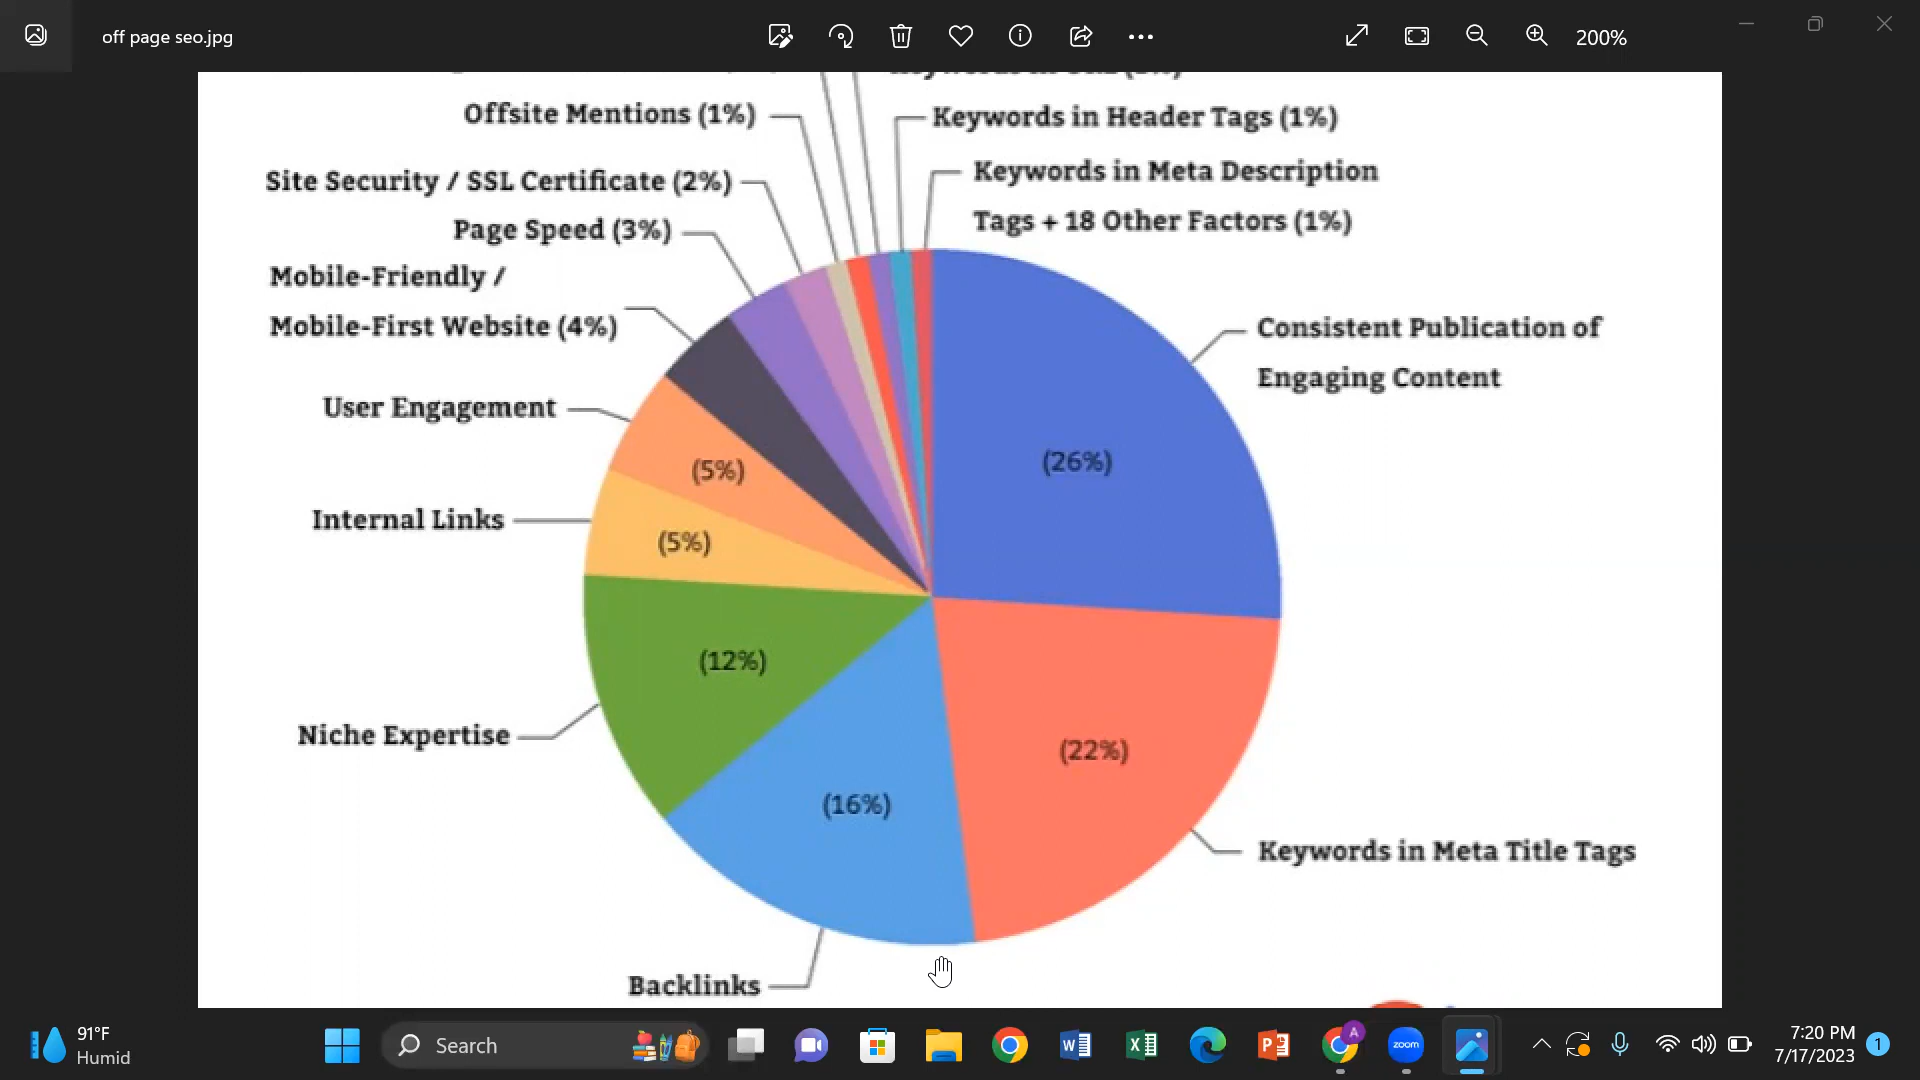 off page seo.jpg
200%
Offsite Mentions (1%)
Keywords in Header Tags (1%)
Site Security / SSL Certificate (2%)
Keywords in Meta Description
Tags + 18 Other Factors (1%)
Page Speed (3%)
Mobile-Friendly /
Mobile-First Website (4%)
Consistent Publication of
Engaging Content
User Engagement
(26%)
(5%)
Internal Links
(5%)
(12%)
Niche Expertise
(22%)
(16%)
Keywords in Meta Title Tags
Backlinks
91°F
Humid
Search
A
W
X
P
zoom
7:20 PM
7/17/2023
1